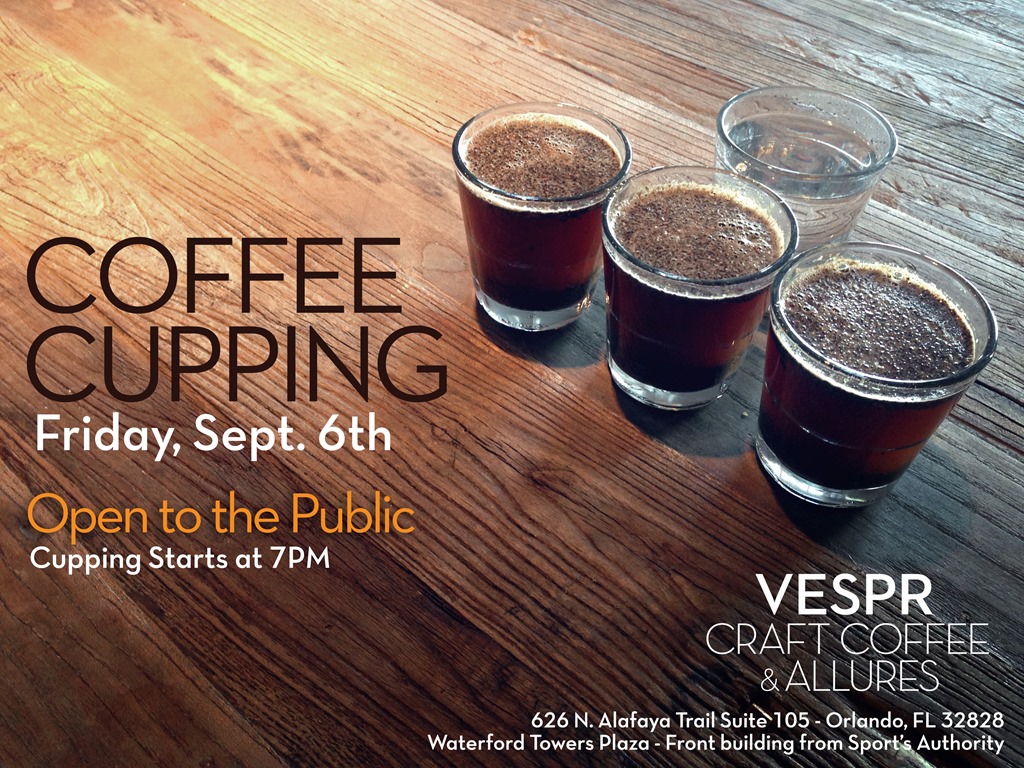 COFFEE
CUPPING
Friday, Sept. 6th
Open to the Public
Cupping Starts at 7PM
VESPR
CRAFT COFFEE
& ALLURES
626 N. Alafaya Trail Suite 105 - Orlando, FL 32828
Waterford Towers Plaza - Front building from Sport's Authority